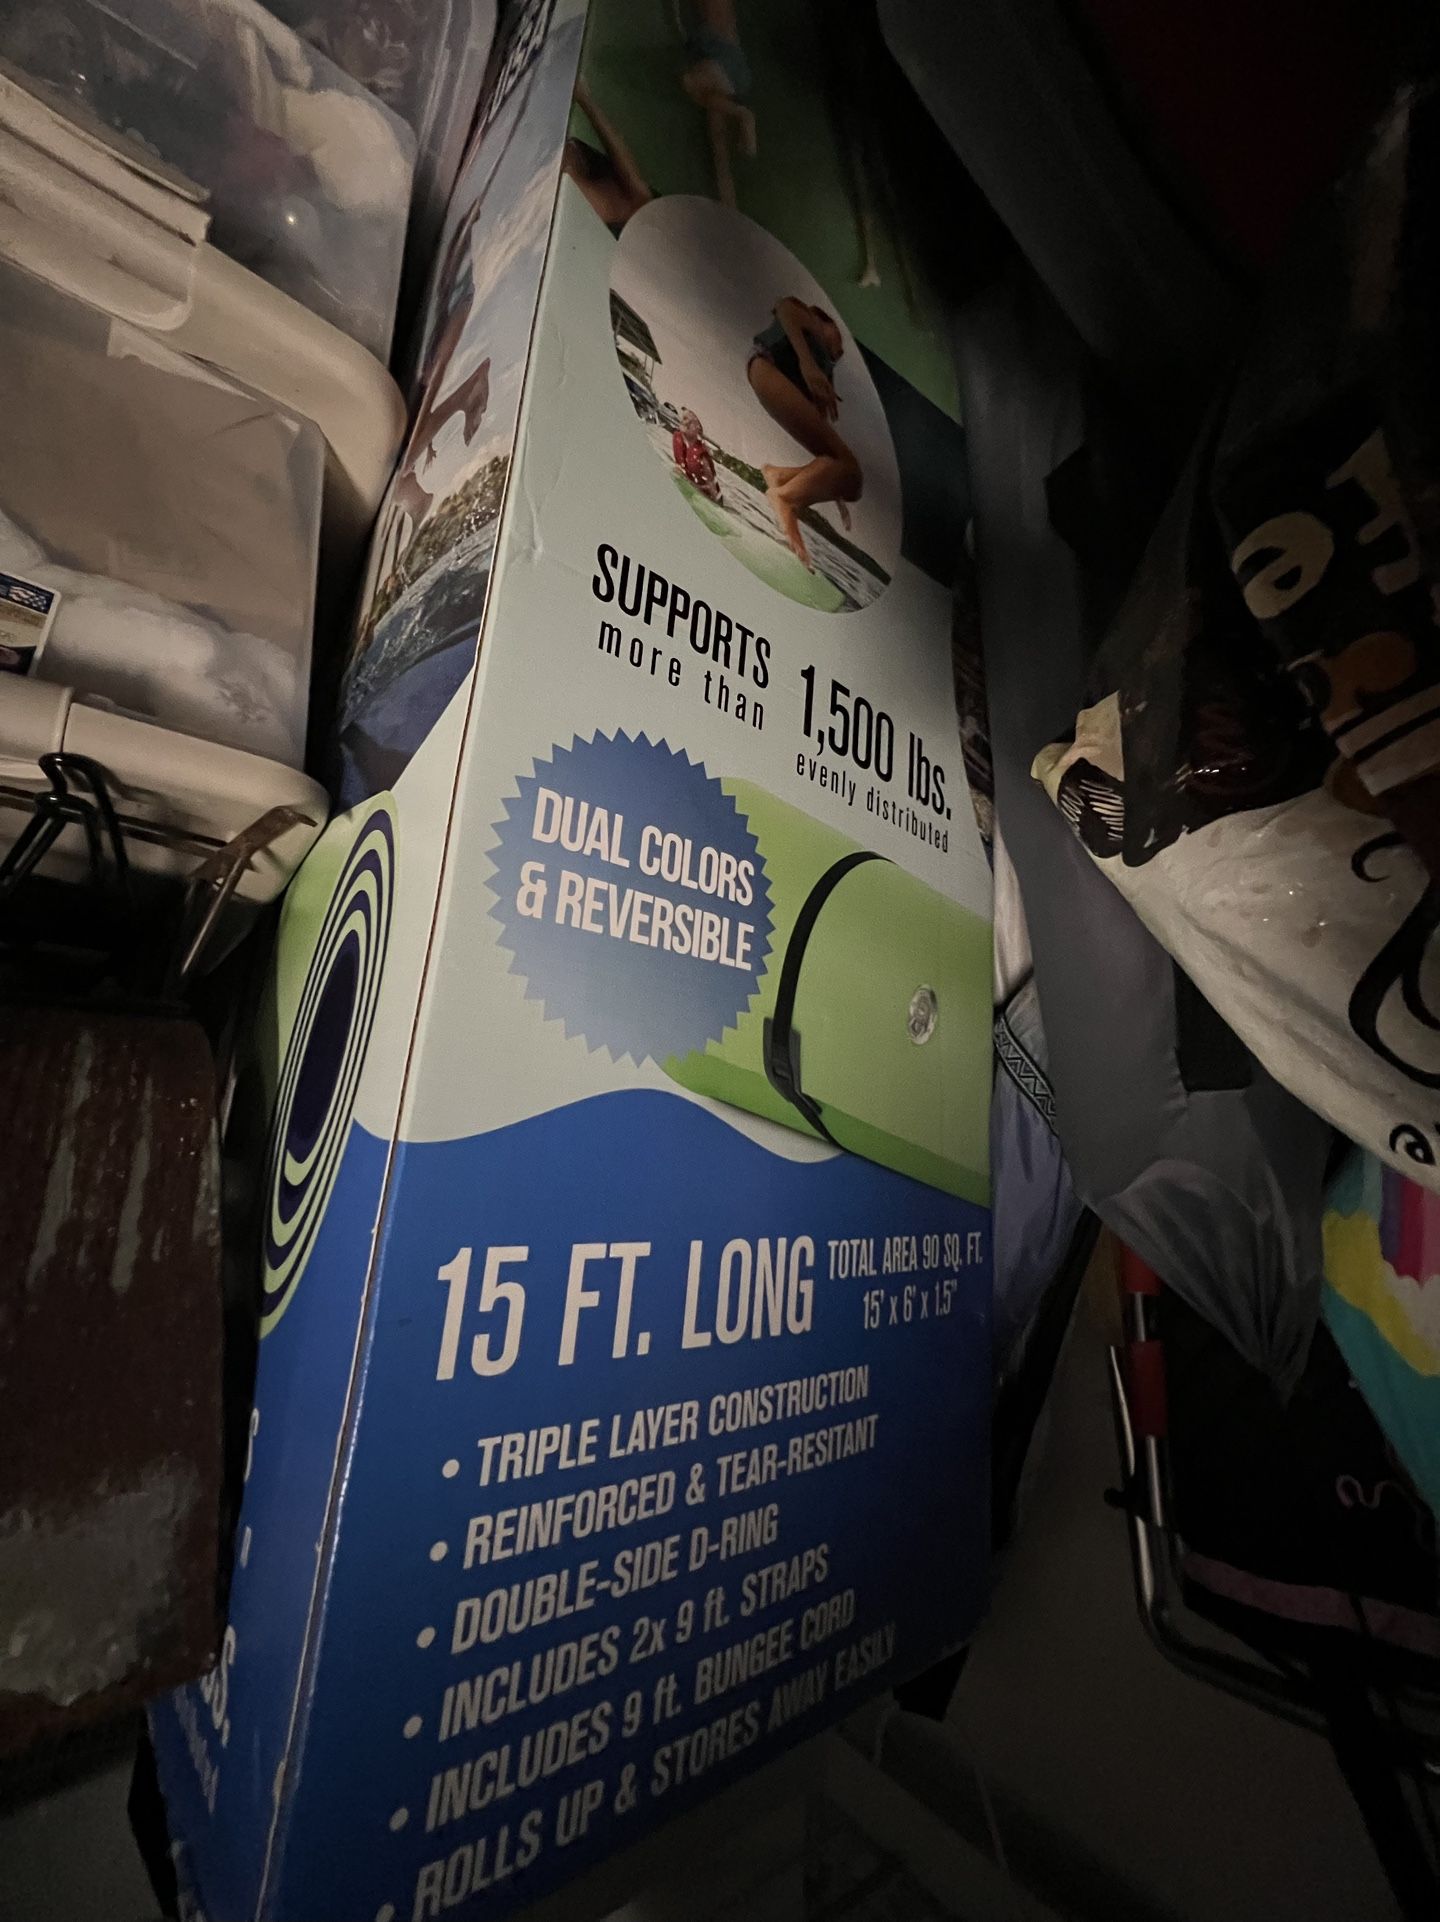 SUPPORTS
more than
1,500 lbs.
evenly distributed
DUAL COLORS
& REVERSIBLE
15 FT. LONG
TOTAL AREA 90 SQ. FT.
15' x 6' x 1.5"
• TRIPLE LAYER CONSTRUCTION
• REINFORCED & TEAR-RESITANT
• DOUBLE-SIDE D-RING
• INCLUDES 2x 9 ft. STRAPS
• INCLUDES 9 ft. BUNGEE CORD
• ROLLS UP & STORES AWAY EASILY